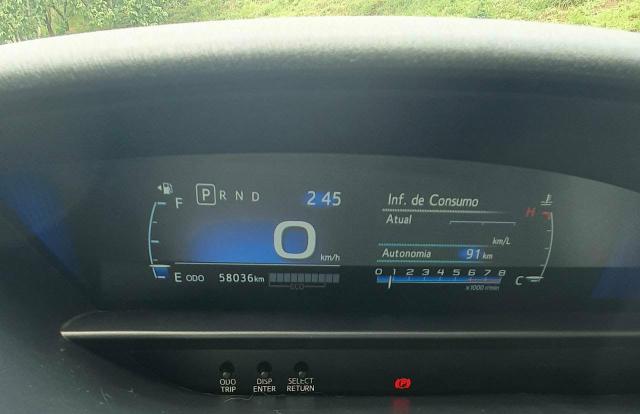 F P R N D 2 45 Inf. de Consumo
H
Atual
0 km/h
km/L
Autonomia 91 km
0 1 2 3 4 5 6 7 8
E ODO 58036km ECO
x1000 r/min C
ODO TRIP DISP ENTER SELECT RETURN
P